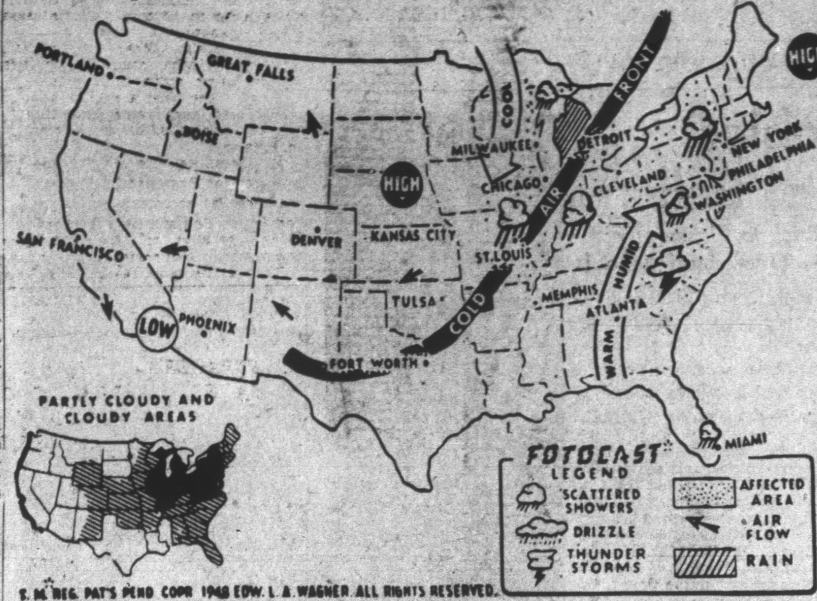 PORTLAND
GREAT FALLS
BOISE
COOL
COLD AIR FRONT
HIGH
MILWAUKEE
DETROIT
NEW YORK
PHILADELPHIA
WASHINGTON
CHICAGO
CLEVELAND
HIGH
SAN FRANCISCO
DENVER
KANSAS CITY
ST. LOUIS
WARM HUMID
TULSA
MEMPHIS
ATLANTA
LOW
PHOENIX
FORT WORTH
MIAMI
PARTLY CLOUDY AND
CLOUDY AREAS
FOTOCAST*
LEGEND
SCATTERED
SHOWERS
DRIZZLE
THUNDER
STORMS
AFFECTED
AREA
AIR
FLOW
RAIN
T. M. REG. PAT'S PEND COPR 1948 EDW. L. A. WAGNER. ALL RIGHTS RESERVED.